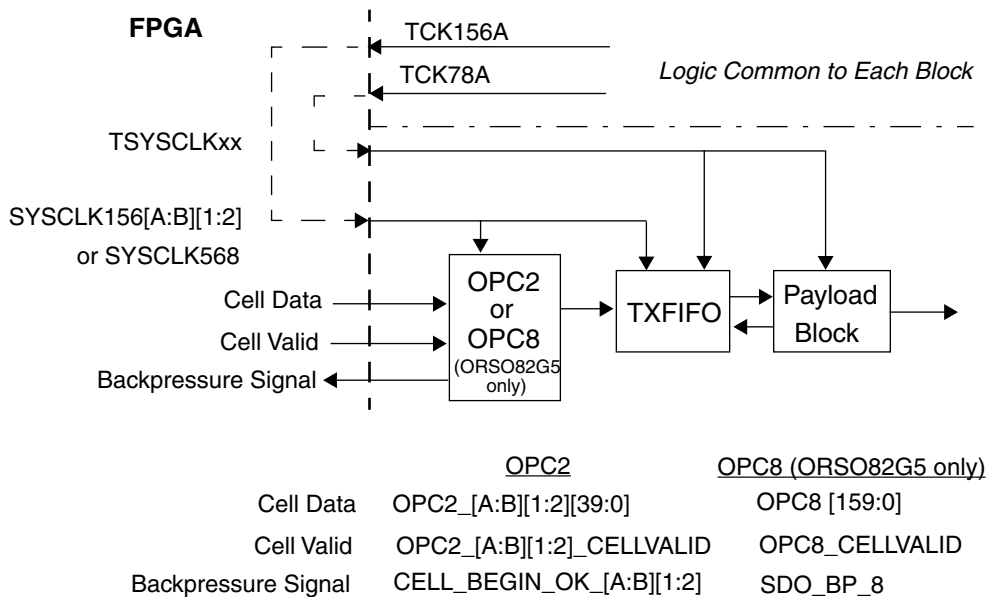 FPGA
TCK156A
TCK78A
Logic Common to Each Block
TSYSCLKxx
SYSCLK156[A:B][1:2]
or SYSCLK568
Cell Data
Cell Valid
Backpressure Signal
OPC2
or
OPC8
(ORSO82G5
only)
TXFIFO
Payload
Block
OPC2 OPC8 (ORSO82G5 only)
Cell Data OPC2_[A:B][1:2][39:0] OPC8 [159:0]
Cell Valid OPC2_[A:B][1:2]_CELLVALID OPC8_CELLVALID
Backpressure Signal CELL_BEGIN_OK_[A:B][1:2] SDO_BP_8